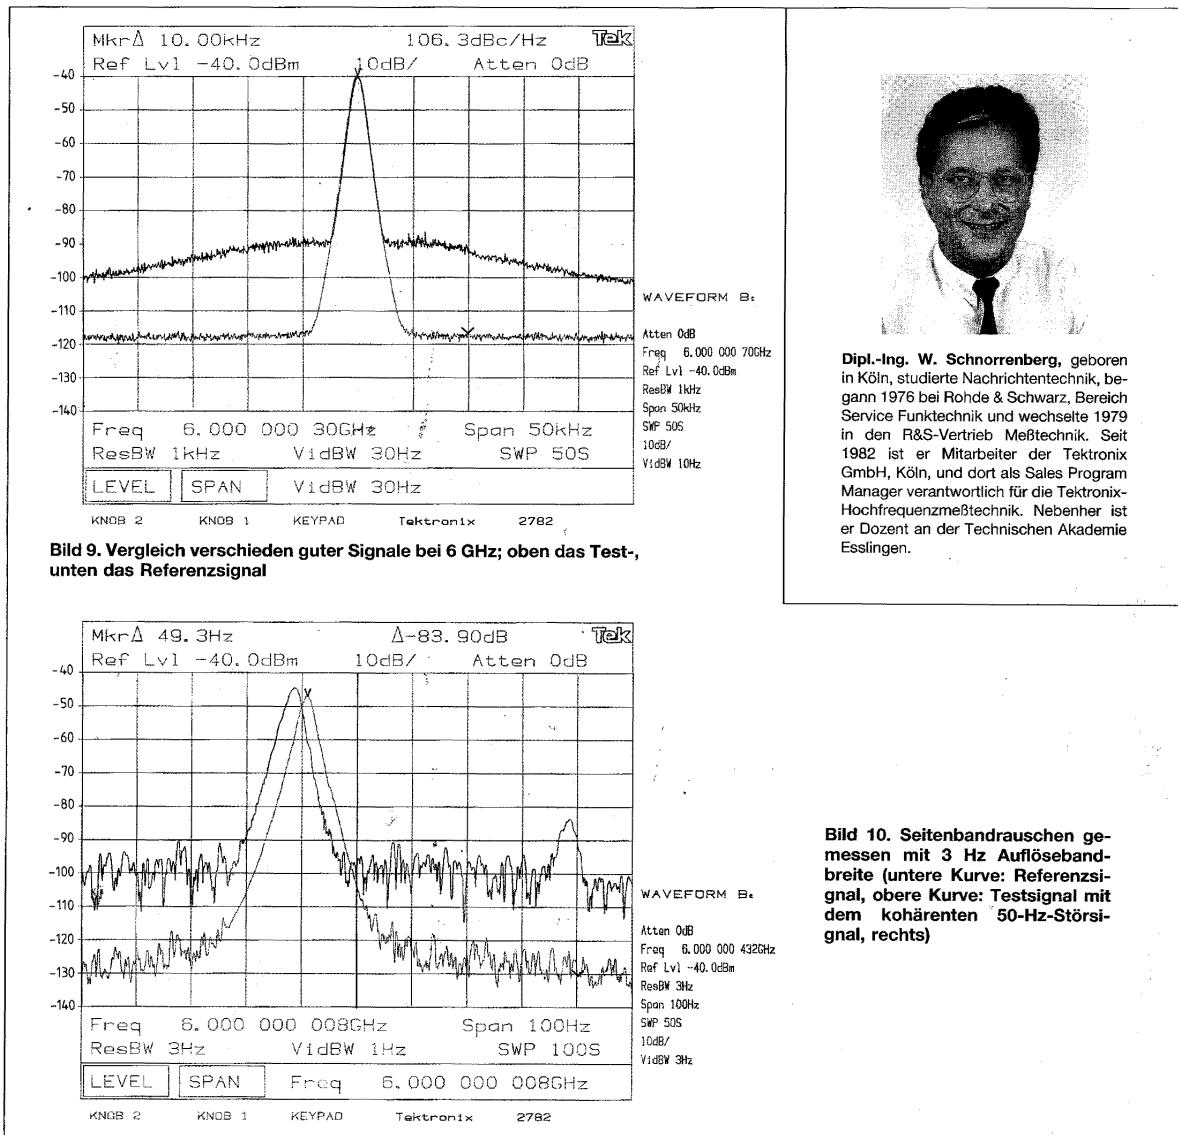 MkrΔ 10.00kHz 106.3dBc/Hz Tek
Ref Lvl -40.0dBm 10dB/ Atten 0dB
-40
-50
-60
-70
-80
-90
-100
-110
-120
-130
-140
Freq 6.000 000 30GHz Span 50kHz
ResBW 1kHz VidBW 30Hz SWP 50S
LEVEL SPAN VidBW 30Hz
KNOB 2 KNOB 1 KEYPAD Tektronix 2782
WAVEFORM B:
Atten 0dB
Freq 6.000 000 70GHz
Ref Lvl -40.0dBm
ResBW 1kHz
Span 50kHz
SWP 50S
10dB/
VidBW 10Hz
Bild 9. Vergleich verschieden guter Signale bei 6 GHz; oben das Test-,
unten das Referenzsignal
Dipl.-Ing. W. Schnorrenberg, geboren
in Köln, studierte Nachrichtentechnik, be-
gann 1976 bei Rohde & Schwarz, Bereich
Service Funktechnik und wechselte 1979
in den R&S-Vertrieb Meßtechnik. Seit
1982 ist er Mitarbeiter der Tektronix
GmbH, Köln, und dort als Sales Program
Manager verantwortlich für die Tektronix-
Hochfrequenzmeßtechnik. Nebenher ist
er Dozent an der Technischen Akademie
Esslingen.
MkrΔ 49.3Hz Δ-83.90dB Tek
Ref Lvl -40.0dBm 10dB/ Atten 0dB
-40
-50
-60
-70
-80
-90
-100
-110
-120
-130
-140
Freq 6.000 000 008GHz Span 100Hz
ResBW 3Hz VidBW 1Hz SWP 100S
LEVEL SPAN Freq 6.000 000 008GHz
KNOB 2 KNOB 1 KEYPAD Tektronix 2782
WAVEFORM B:
Atten 0dB
Freq 6.000 000 432GHz
Ref Lvl -40.0dBm
ResBW 3Hz
Span 100Hz
SWP 50S
10dB/
VidBW 3Hz
Bild 10. Seitenbandrauschen ge-
messen mit 3 Hz Auflöseband-
breite (untere Kurve: Referenzsi-
gnal, obere Kurve: Testsignal mit
dem kohärenten 50-Hz-Störsi-
gnal, rechts)